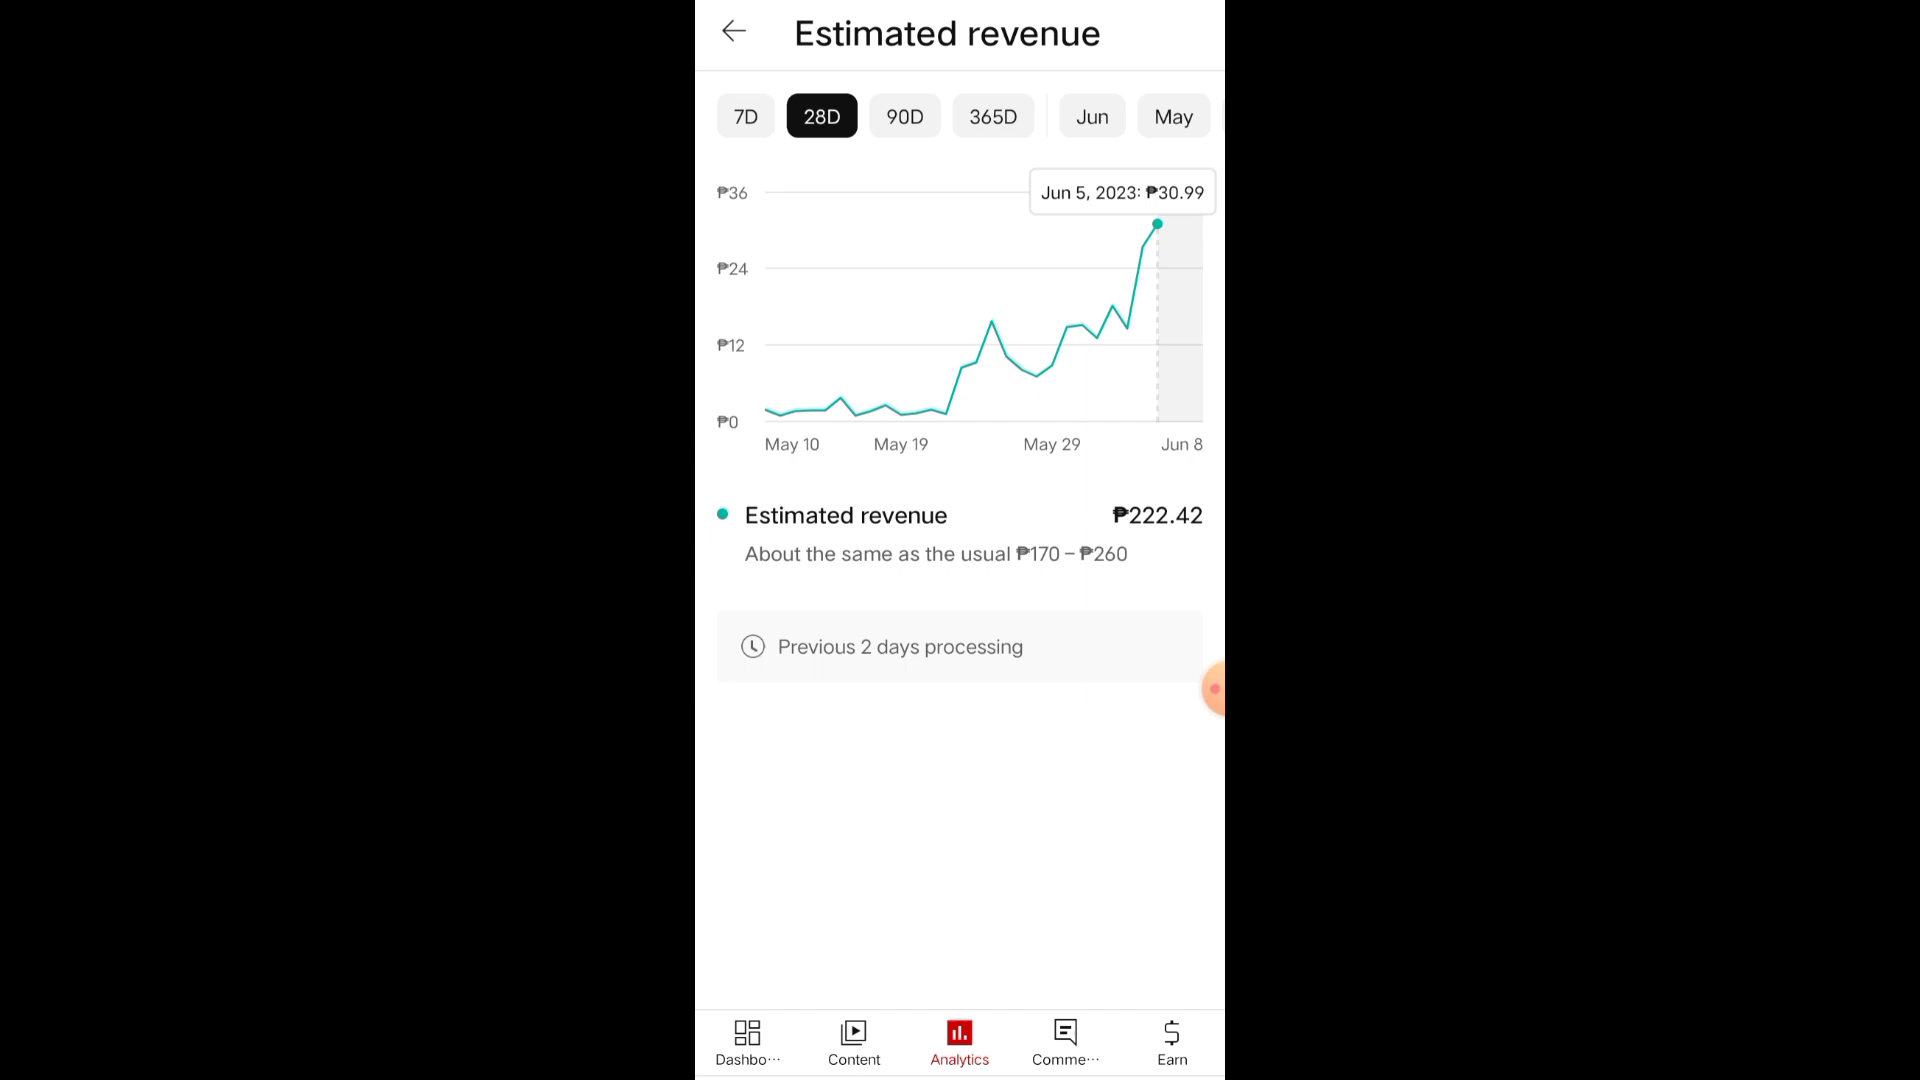 Estimated revenue
7D 28D 90D 365D Jun May
₱36
Jun 5, 2023: ₱30.99
₱24
₱12
₱0
May 10 May 19 May 29 Jun 8
Estimated revenue ₱222.42
About the same as the usual ₱170 – ₱260
Previous 2 days processing
Dashbo··· Content Analytics Comme··· Earn